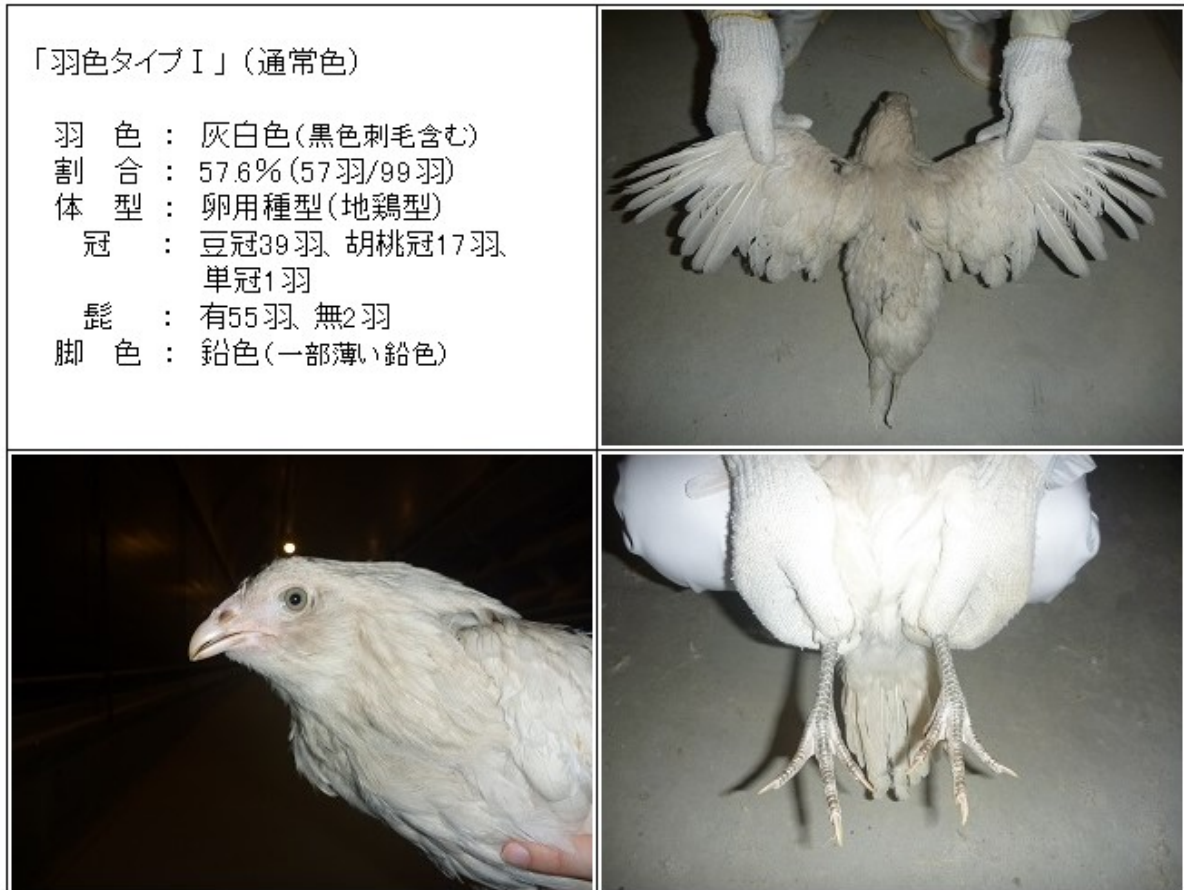 「羽色タイプⅠ」(通常色)
羽 色 : 灰白色(黒色刺毛含む)
割 合 : 57.6%(57羽/99羽)
体 型 : 卵用種型(地鶏型)
冠 : 豆冠39羽、胡桃冠17羽、
単冠1羽
髭 : 有55羽、無2羽
脚 色 : 鉛色(一部薄い鉛色)